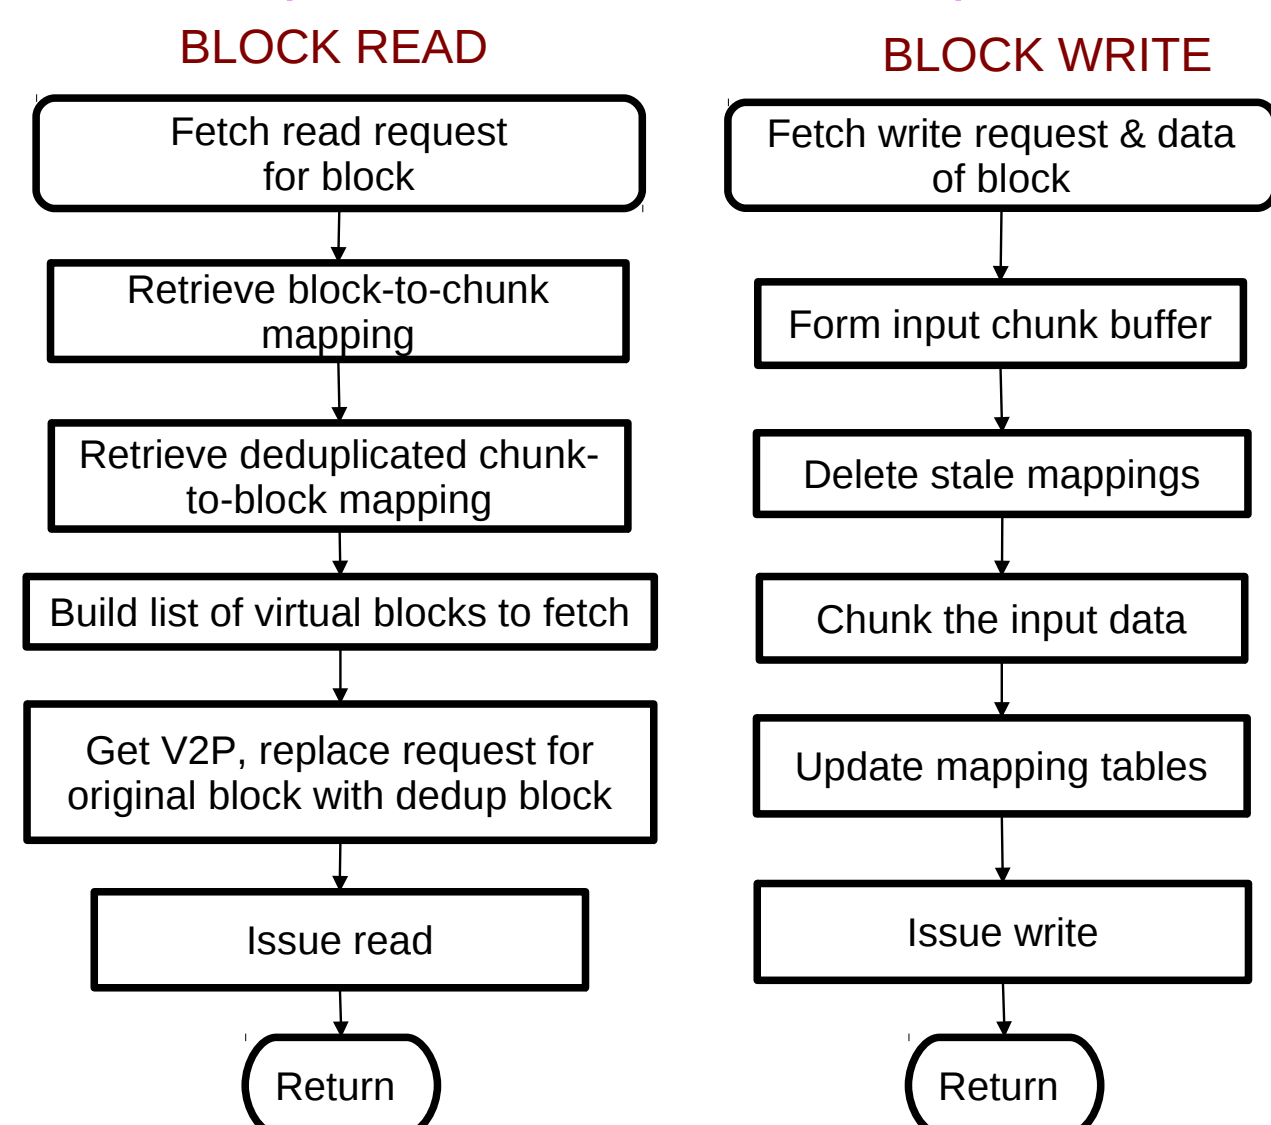 BLOCK READ
Fetch read request
for block
Retrieve block-to-chunk
mapping
Retrieve deduplicated chunk-
to-block mapping
Build list of virtual blocks to fetch
Get V2P, replace request for
original block with dedup block
Issue read
Return
BLOCK WRITE
Fetch write request & data
of block
Form input chunk buffer
Delete stale mappings
Chunk the input data
Update mapping tables
Issue write
Return